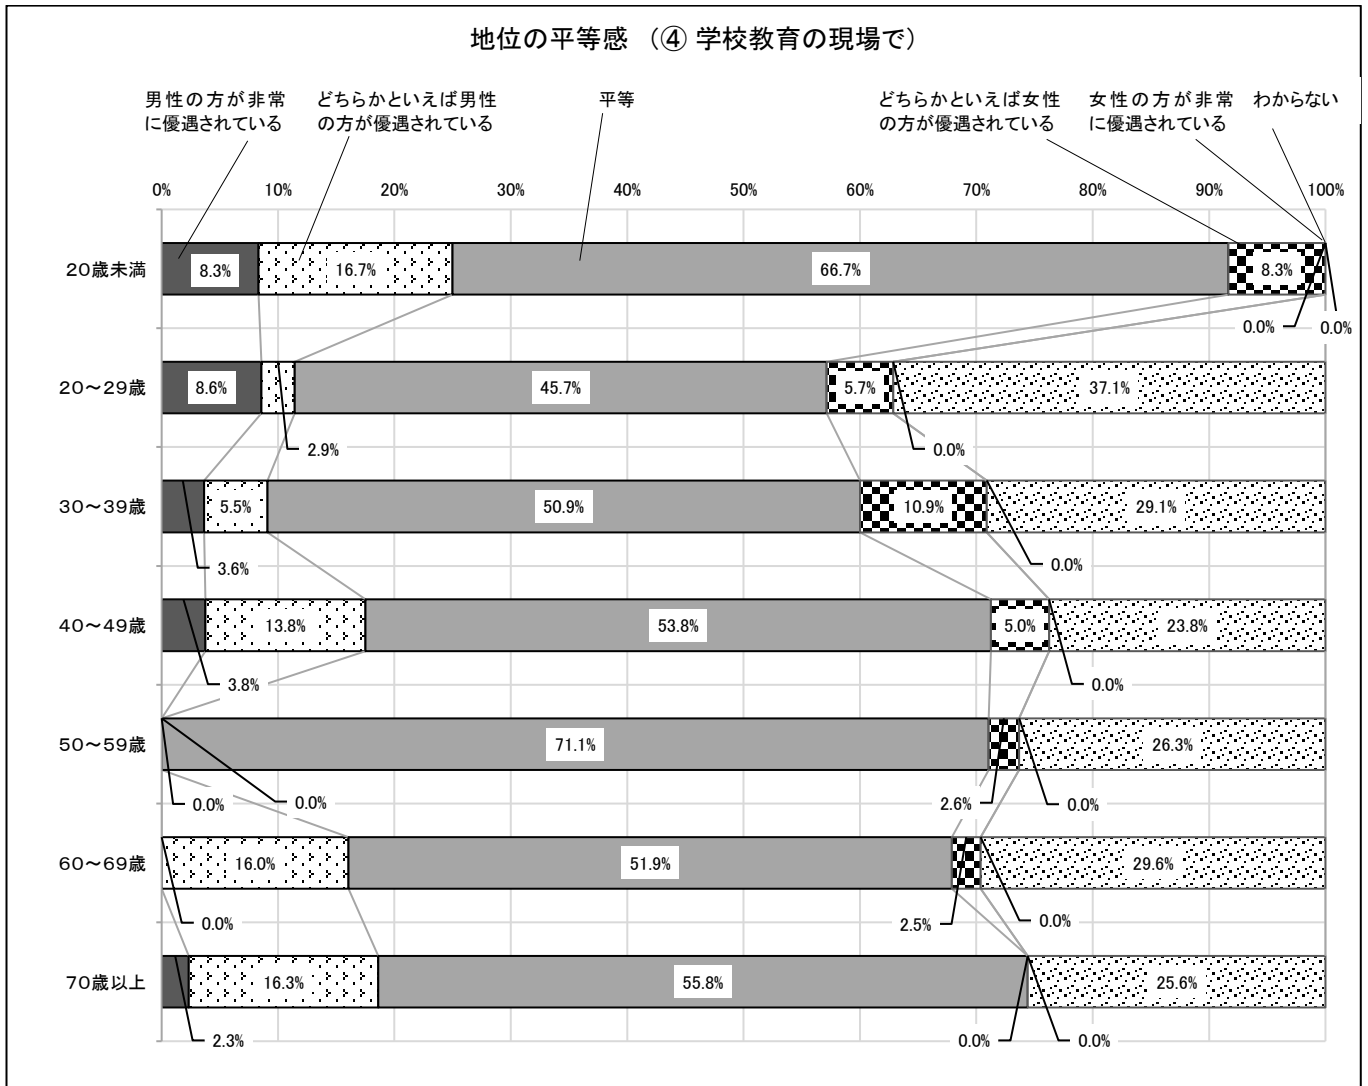 地位の平等感 （④ 学校教育の現場で）
男性の方が非常
に優遇されている
どちらかといえば男性
の方が優遇されている
平等
どちらかといえば女性
の方が優遇されている
女性の方が非常
に優遇されている
わからない
0% 10% 20% 30% 40% 50% 60% 70% 80% 90% 100%
20歳未満 8.3% 16.7% 66.7% 8.3%
0.0% 0.0%
20～29歳 8.6% 45.7% 5.7% 37.1%
2.9% 0.0%
30～39歳 5.5% 50.9% 10.9% 29.1%
3.6% 0.0%
40～49歳 13.8% 53.8% 5.0% 23.8%
3.8% 0.0%
50～59歳 71.1% 26.3%
0.0% 0.0% 2.6% 0.0%
60～69歳 16.0% 51.9% 29.6%
0.0% 2.5% 0.0%
70歳以上 16.3% 55.8% 25.6%
2.3% 0.0% 0.0%